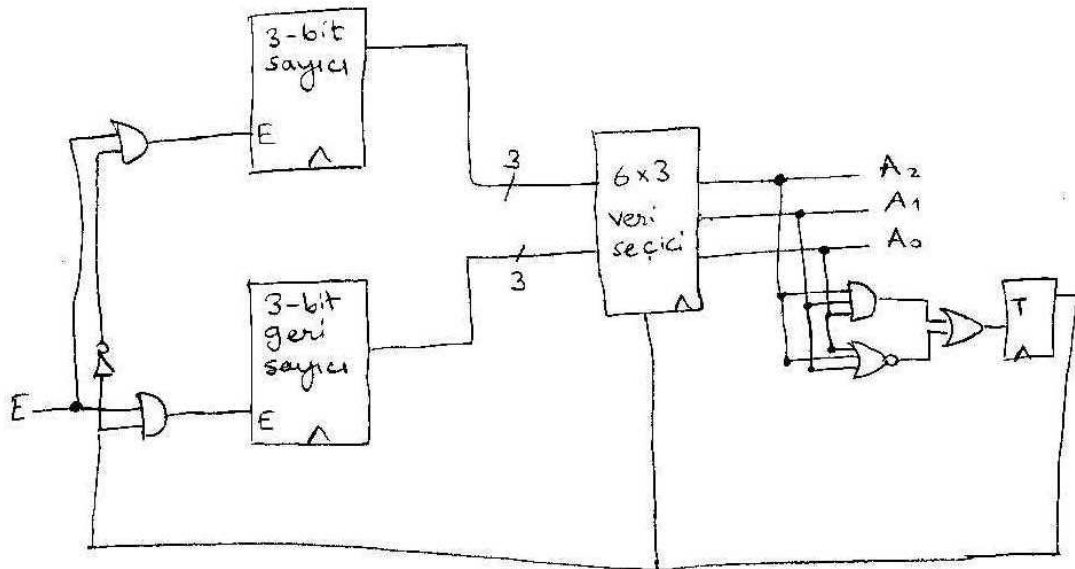 3-bit
sayıcı
E
3
6x3
veri
seçici
A2
A1
A0
3
3-bit
geri
sayıcı
E
E
T